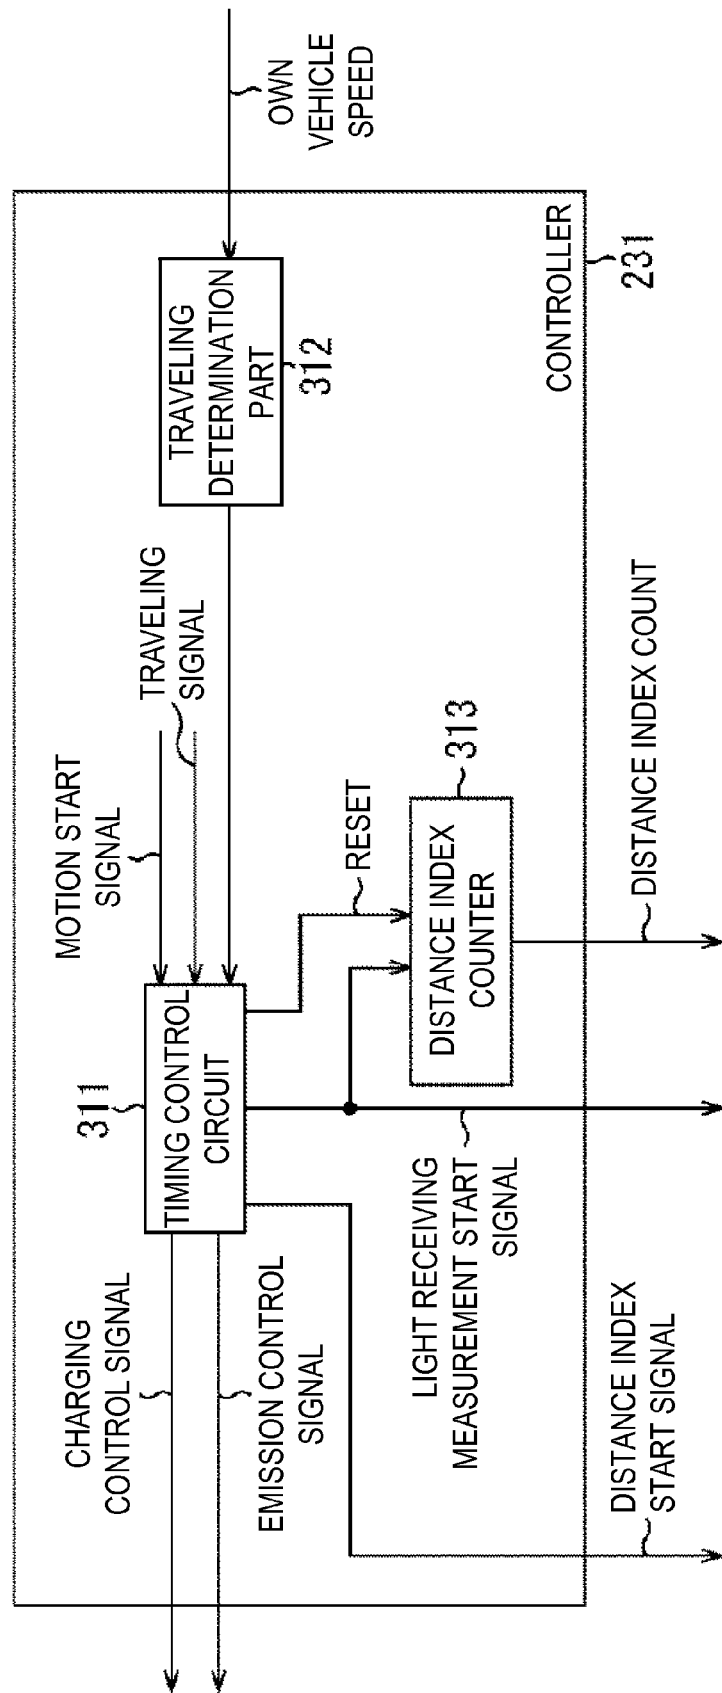 CHARGING
CONTROL SIGNAL
EMISSION CONTROL
SIGNAL
311
TIMING CONTROL
CIRCUIT
MOTION START
SIGNAL
TRAVELING
SIGNAL
TRAVELING
DETERMINATION
PART
312
OWN
VEHICLE
SPEED
RESET
313
DISTANCE INDEX
COUNTER
LIGHT RECEIVING
MEASUREMENT START
SIGNAL
DISTANCE INDEX
START SIGNAL
DISTANCE INDEX COUNT
CONTROLLER
231